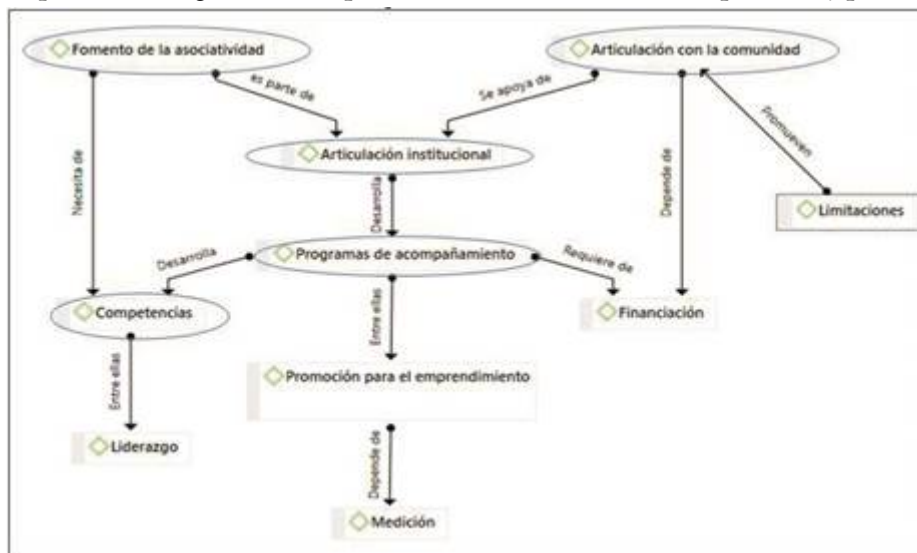 Fomento de la asociatividad
Articulación con la comunidad
es parte de
Se apoya de
Promueven
Necesita de
Articulación institucional
Depende de
Desarrolla
Limitaciones
Desarrolla
Programas de acompañamiento
Requiere de
Competencias
Entre ellas
Financiación
Entre ellas
Promoción para el emprendimiento
Liderazgo
Depende de
Medición